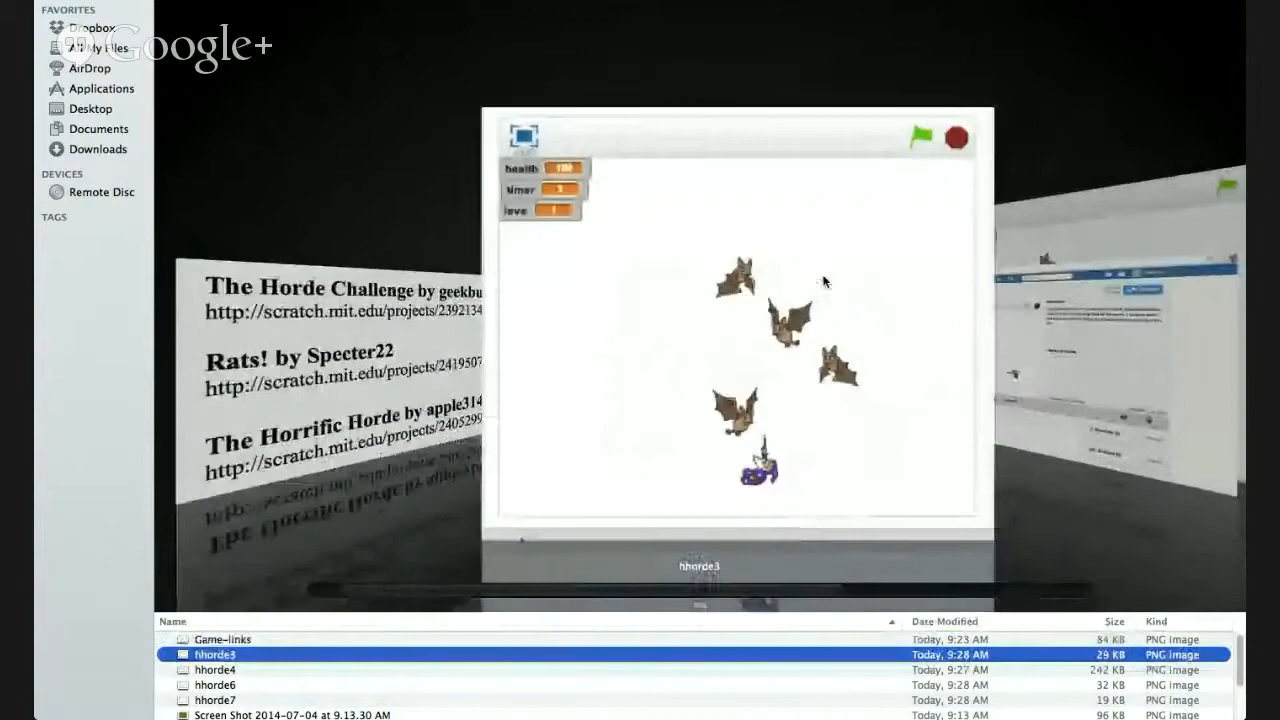 FAVORITES
Dropbox
All My Files
AirDrop
Applications
Desktop
Documents
Downloads
DEVICES
Remote Disc
TAGS
Google+
health 100
timer 3
leve 1
The Horde Challenge by geekbu
http://scratch.mit.edu/projects/2392134
Rats! by Specter22
http://scratch.mit.edu/projects/2419507
The Horrific Horde by apple314
http://scratch.mit.edu/projects/2405299
hhorde3
Name Date Modified Size Kind
Game-links Today, 9:23 AM 84 KB PNG image
hhorde3 Today, 9:28 AM 29 KB PNG image
hhorde4 Today, 9:27 AM 242 KB PNG image
hhorde6 Today, 9:28 AM 32 KB PNG image
hhorde7 Today, 9:28 AM 19 KB PNG image
Screen Shot 2014-07-04 at 9.13.30 AM Today, 9:13 AM 96 KB PNG image